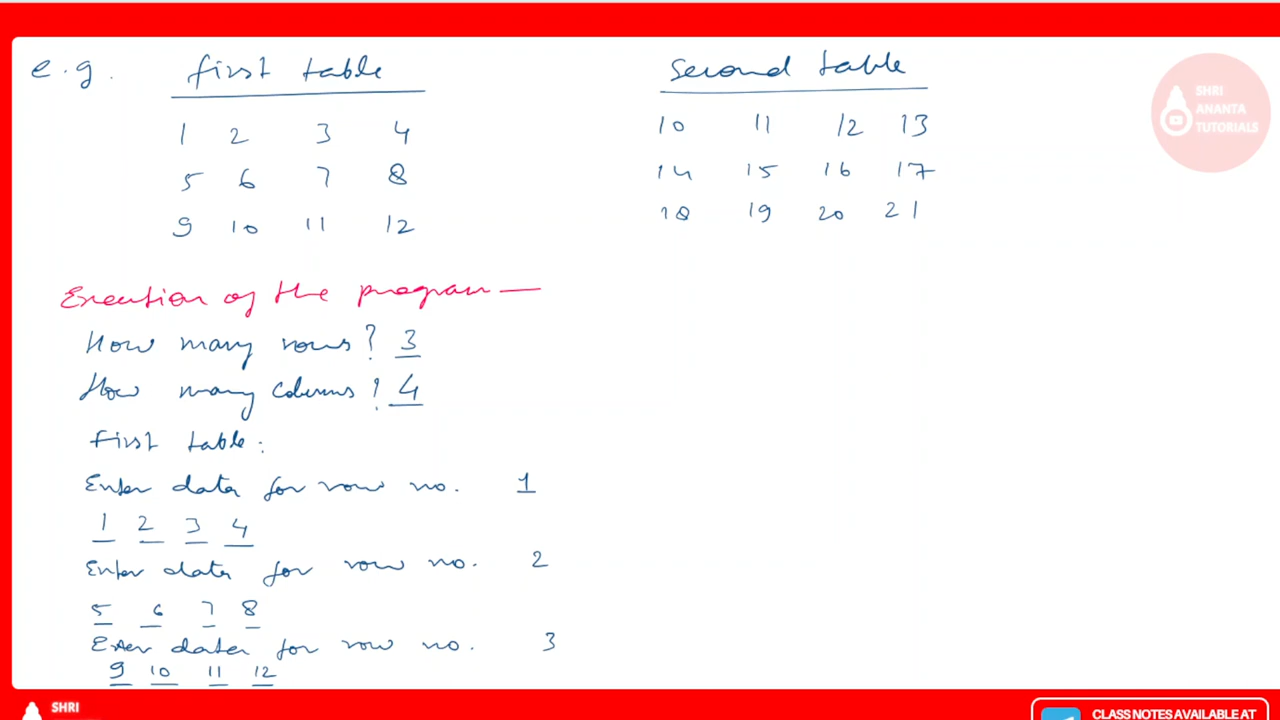 e.g. first table
1 2 3 4
5 6 7 8
9 10 11 12
second table
10 11 12 13
14 15 16 17
18 19 20 21
SHRI
ANANTA
TUTORIALS
Execution of the program —
How many rows? 3
How many columns? 4
First table:
Enter data for row no. 1
1 2 3 4
Enter data for row no. 2
5 6 7 8
Enter data for row no. 3
9 10 11 12
SHRI
CLASS NOTES AVAILABLE AT